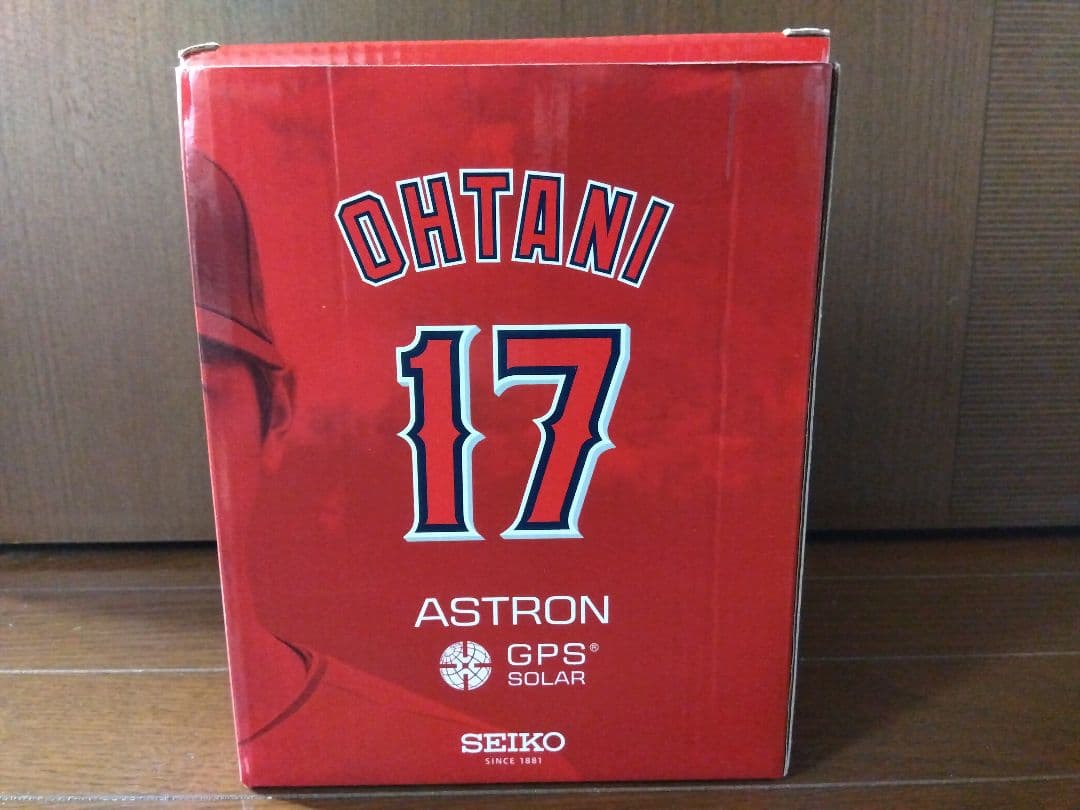 OHTANI
17
ASTRON
GPS®
SOLAR
SEIKO
SINCE 1881